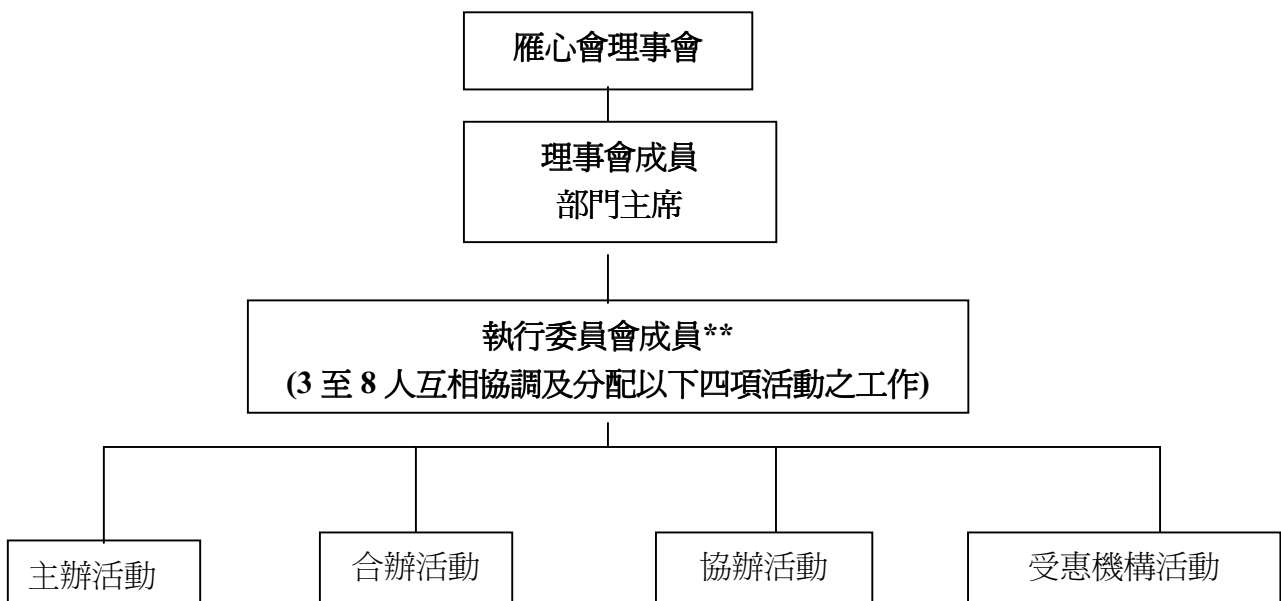 雁心會理事會
理事會成員
部門主席
執行委員會成員**
(3 至 8 人互相協調及分配以下四項活動之工作)
主辦活動
合辦活動
協辦活動
受惠機構活動